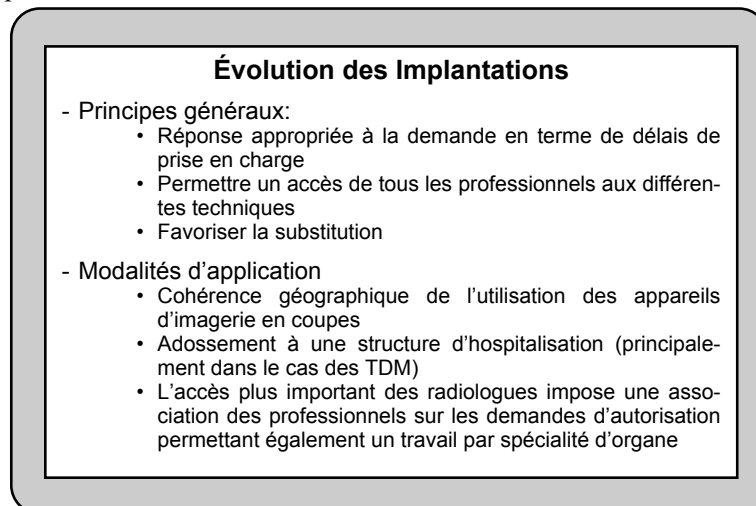 Évolution des Implantations
- Principes généraux:
• Réponse appropriée à la demande en terme de délais de
prise en charge
• Permettre un accès de tous les professionnels aux différen-
tes techniques
• Favoriser la substitution
- Modalités d'application
• Cohérence géographique de l'utilisation des appareils
d'imagerie en coupes
• Adossement à une structure d'hospitalisation (principale-
ment dans le cas des TDM)
• L'accès plus important des radiologues impose une asso-
ciation des professionnels sur les demandes d'autorisation
permettant également un travail par spécialité d'organe